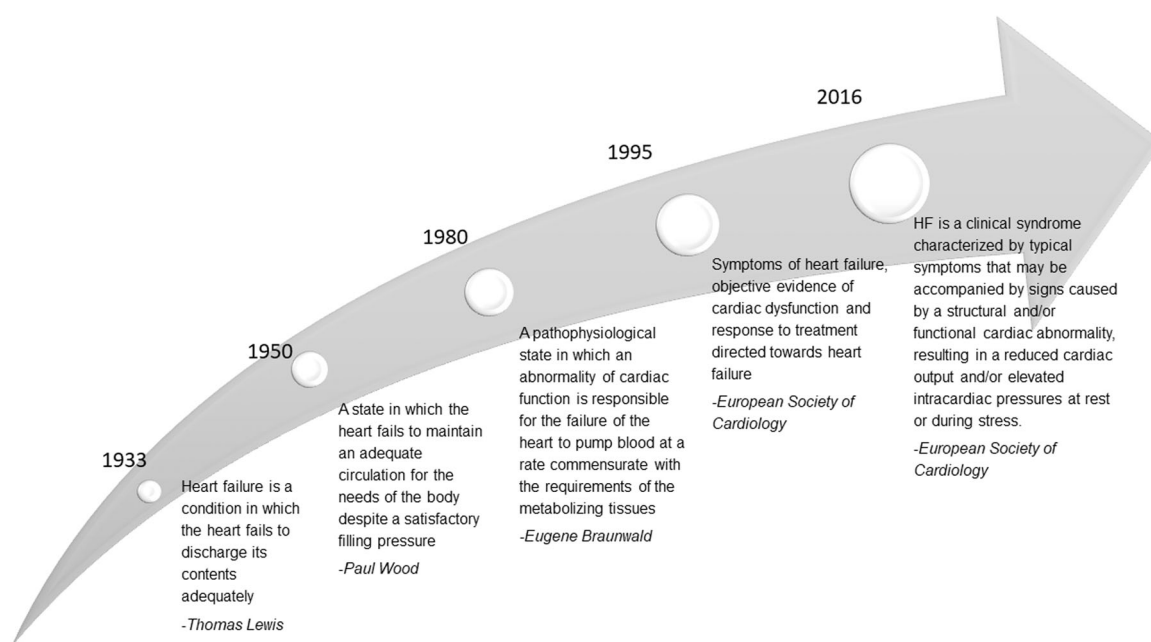 1933
Heart failure is a
condition in which
the heart fails to
discharge its
contents
adequately
-Thomas Lewis
1950
A state in which the
heart fails to maintain
an adequate
circulation for the
needs of the body
despite a satisfactory
filling pressure
-Paul Wood
1980
A pathophysiological
state in which an
abnormality of cardiac
function is responsible
for the failure of the
heart to pump blood at a
rate commensurate with
the requirements of the
metabolizing tissues
-Eugene Braunwald
1995
Symptoms of heart failure,
objective evidence of
cardiac dysfunction and
response to treatment
directed towards heart
failure
-European Society of
Cardiology
2016
HF is a clinical syndrome
characterized by typical
symptoms that may be
accompanied by signs caused
by a structural and/or
functional cardiac abnormality,
resulting in a reduced cardiac
output and/or elevated
intracardiac pressures at rest
or during stress.
-European Society of
Cardiology